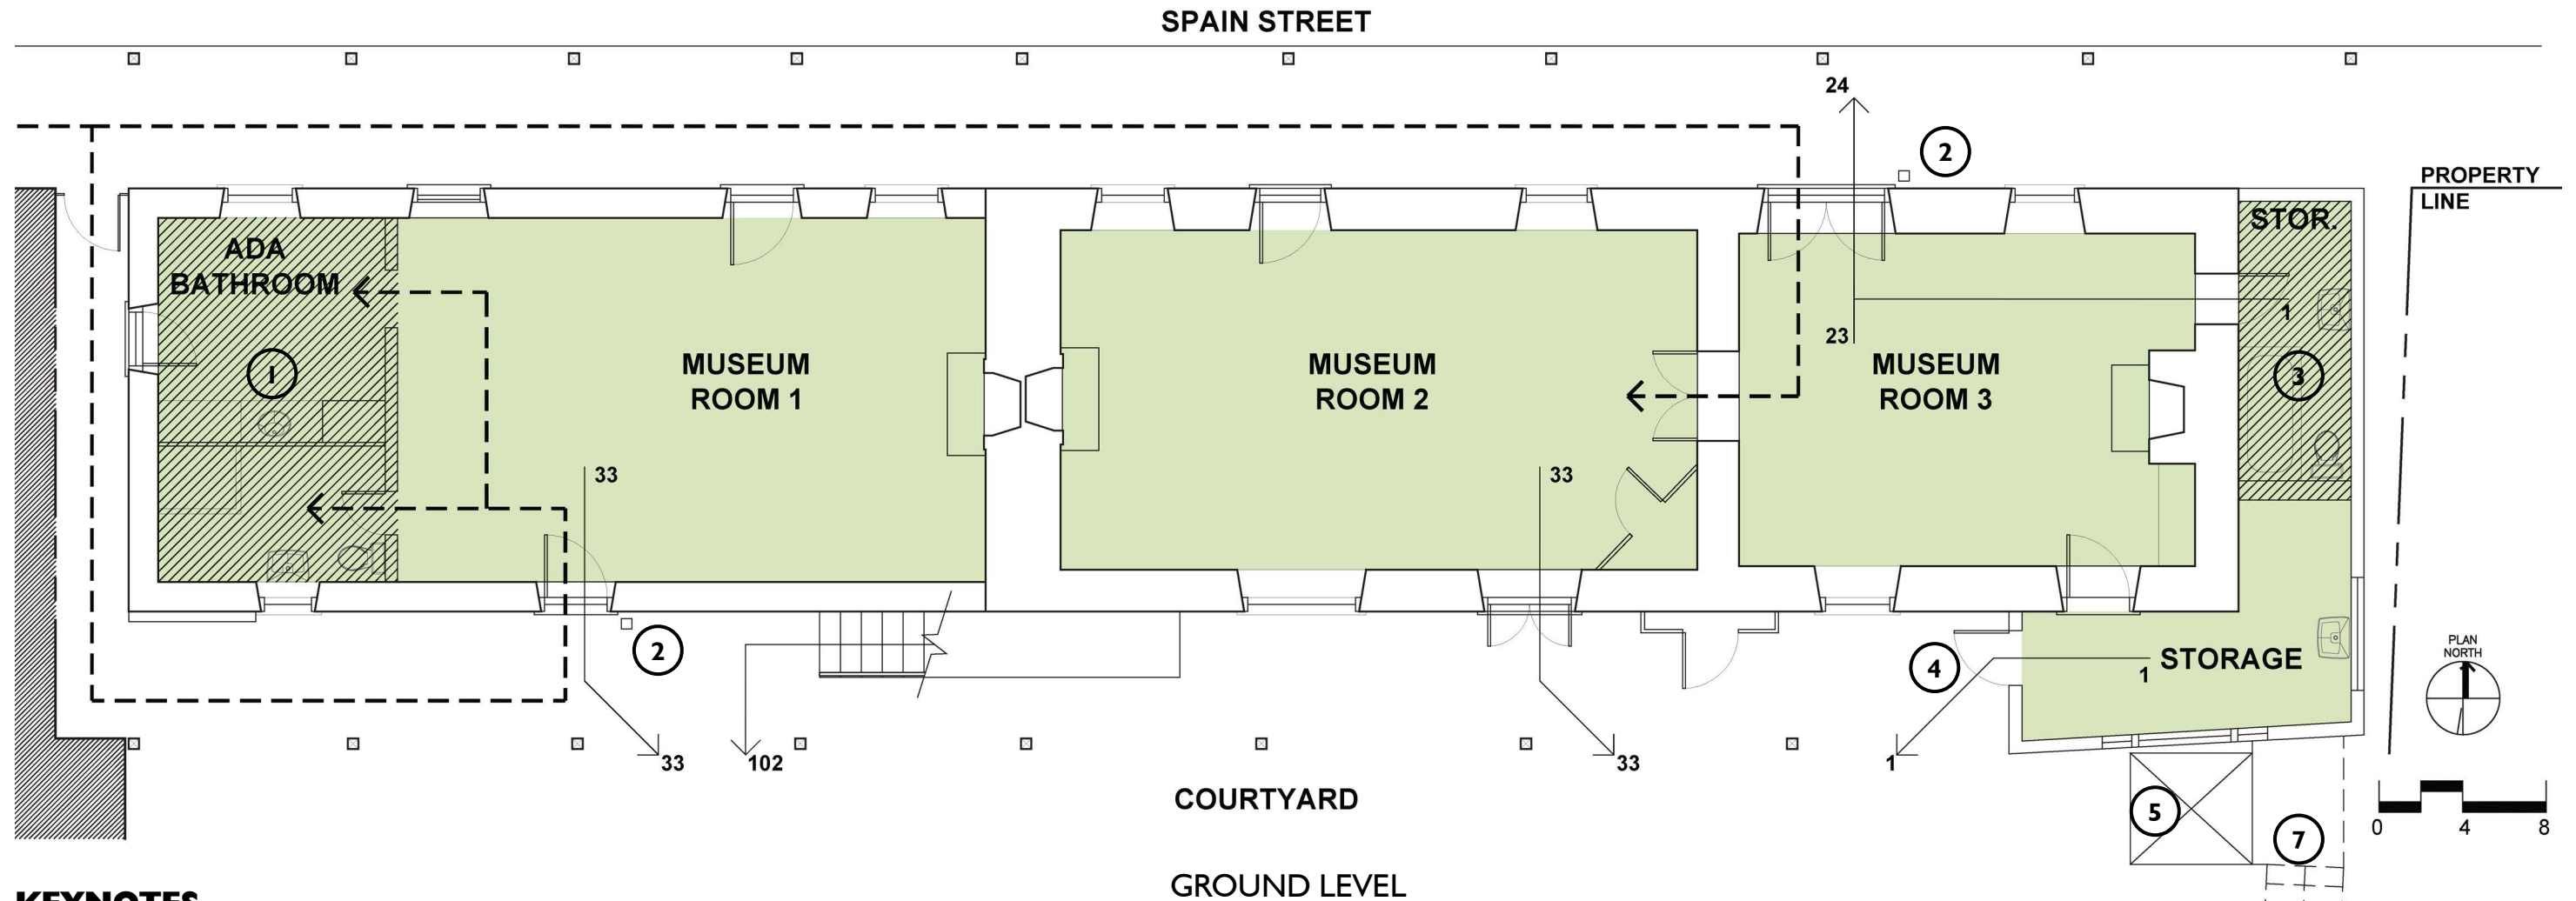 SPAIN STREET
24
2
PROPERTY
LINE
STOR.
ADA
BATHROOM
1
23
1
MUSEUM
ROOM 1
MUSEUM
ROOM 2
MUSEUM
ROOM 3
3
33
33
2
4
STORAGE
1
PLAN
NORTH
33
102
33
1
COURTYARD
5
7
0 4 8
GROUND LEVEL
KEYNOTES